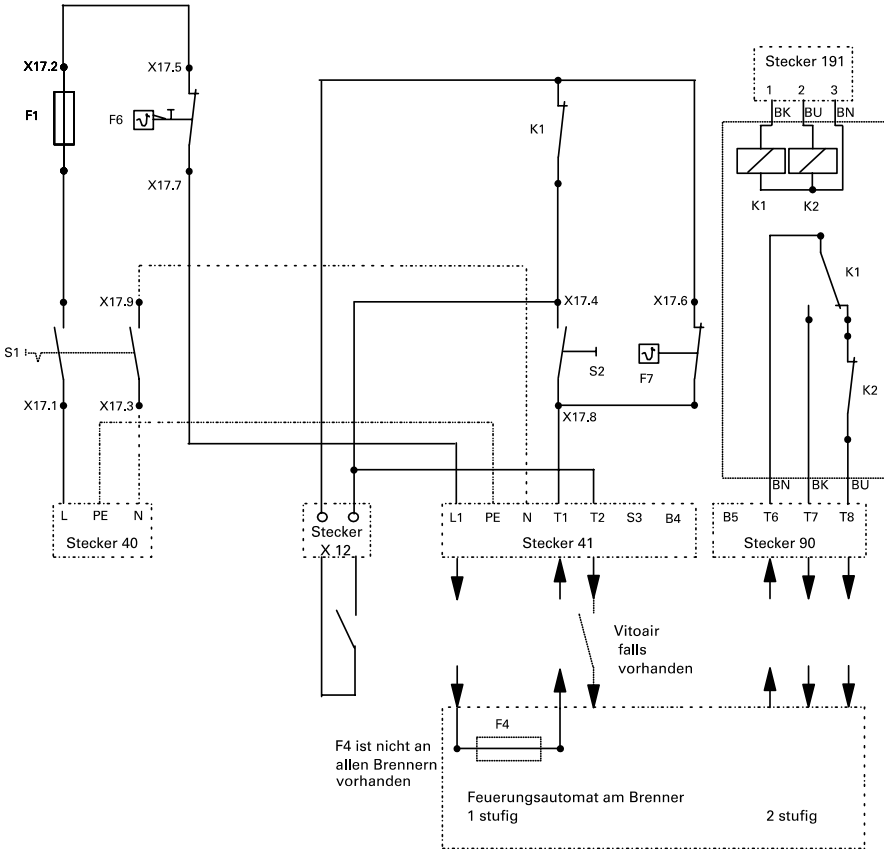 X17.2
X17.5
Stecker 191
1 2 3
BK BU BN
F1
F6
K1
X17.7
K1 K2
X17.9
X17.4
X17.6
K1
S1
S2
F7
X17.1
X17.3
X17.8
K2
BN BK BU
L PE N
Stecker 40
Stecker
X 12
L1 PE N T1 T2 S3 B4
Stecker 41
B5 T6 T7 T8
Stecker 90
Vitoair
falls
vorhanden
F4 ist nicht an
allen Brennern
vorhanden
F4
Feuerungsautomat am Brenner
1 stufig 2 stufig